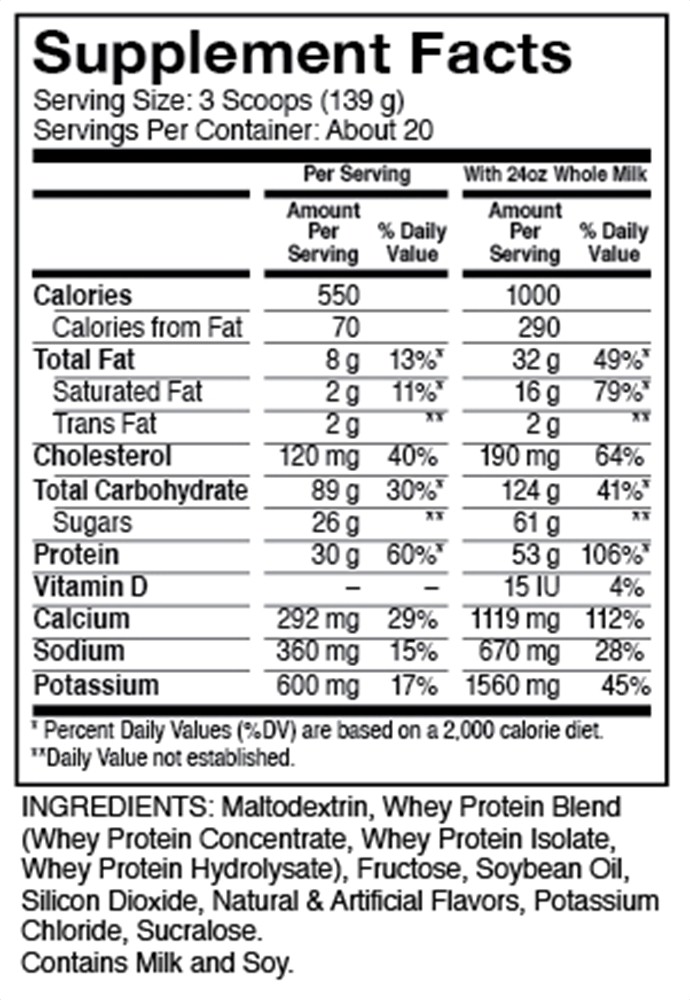 Supplement Facts
Serving Size: 3 Scoops (139 g)
Servings Per Container: About 20
Per Serving With 24oz Whole Milk
Amount Per Serving % Daily Value Amount Per Serving % Daily Value
Calories 550 1000
Calories from Fat 70 290
Total Fat 8 g 13%* 32 g 49%*
Saturated Fat 2 g 11%* 16 g 79%*
Trans Fat 2 g ** 2 g **
Cholesterol 120 mg 40% 190 mg 64%
Total Carbohydrate 89 g 30%* 124 g 41%*
Sugars 26 g ** 61 g **
Protein 30 g 60%* 53 g 106%*
Vitamin D – – 15 IU 4%
Calcium 292 mg 29% 1119 mg 112%
Sodium 360 mg 15% 670 mg 28%
Potassium 600 mg 17% 1560 mg 45%
* Percent Daily Values (%DV) are based on a 2,000 calorie diet.
**Daily Value not established.
INGREDIENTS: Maltodextrin, Whey Protein Blend
(Whey Protein Concentrate, Whey Protein Isolate,
Whey Protein Hydrolysate), Fructose, Soybean Oil,
Silicon Dioxide, Natural & Artificial Flavors, Potassium
Chloride, Sucralose.
Contains Milk and Soy.